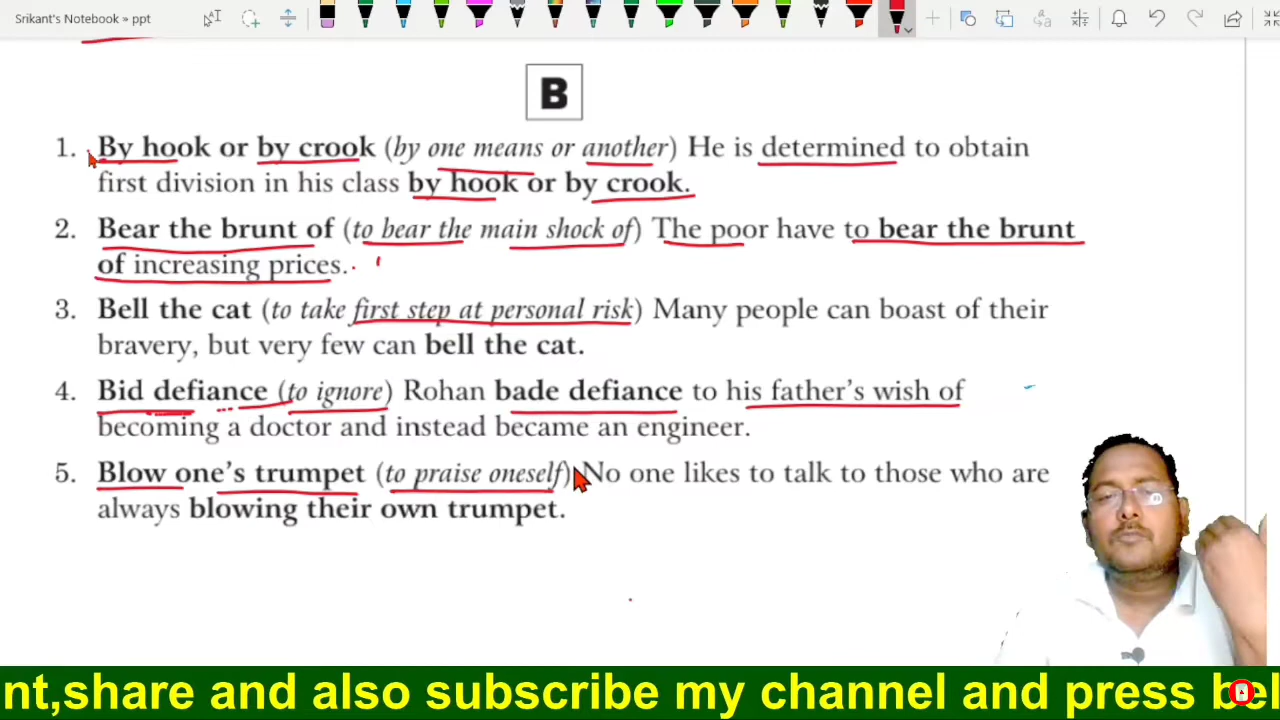 Srikant's Notebook » ppt
B
1. By hook or by crook (by one means or another) He is determined to obtain
first division in his class by hook or by crook.
2. Bear the brunt of (to bear the main shock of) The poor have to bear the brunt
of increasing prices.
3. Bell the cat (to take first step at personal risk) Many people can boast of their
bravery, but very few can bell the cat.
4. Bid defiance (to ignore) Rohan bade defiance to his father's wish of
becoming a doctor and instead became an engineer.
5. Blow one's trumpet (to praise oneself) No one likes to talk to those who are
always blowing their own trumpet.
nt,share and also subscribe my channel and press bel